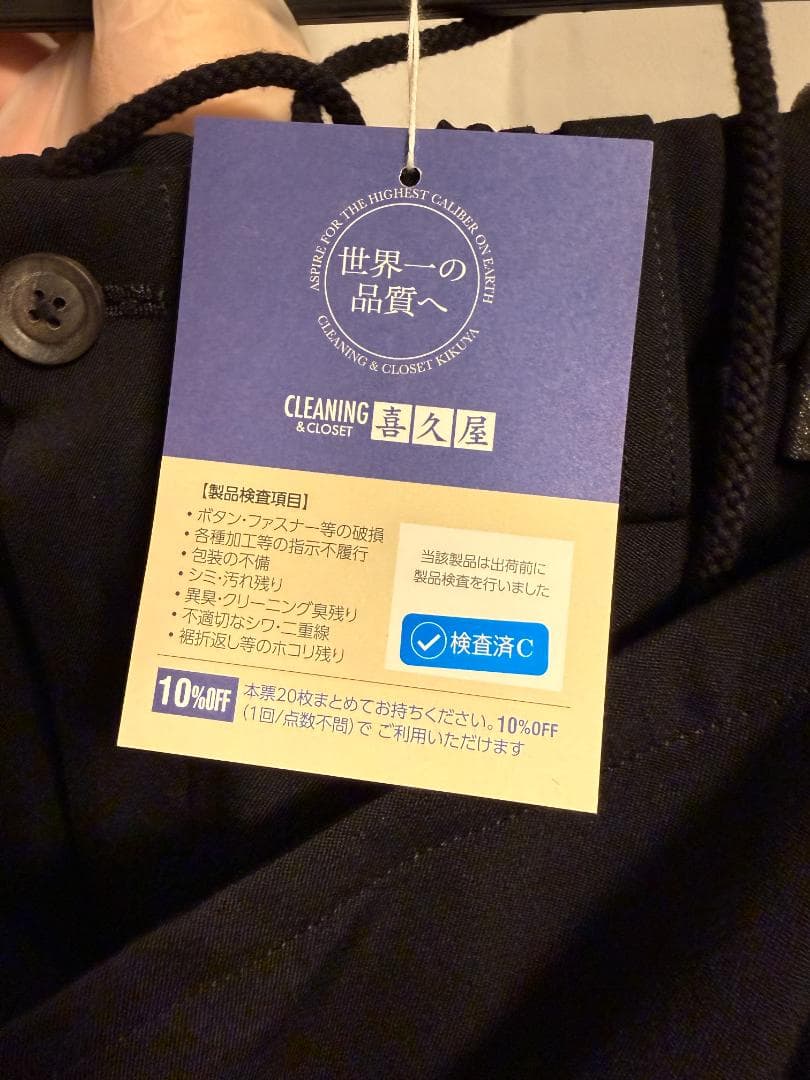 ASPIRE FOR THE HIGHEST CALIBER ON EARTH
世界一の
品質へ
CLEANING & CLOSET KIKUYA
CLEANING
& CLOSET
喜久屋
【製品検査項目】
・ボタン・ファスナー等の破損
・各種加工等の指示不履行
・包装の不備
・シミ・汚れ残り
・異臭・クリーニング臭残り
・不適切なシワ・二重線
・裾折返し等のホコリ残り
当該製品は出荷前に
製品検査を行いました
検査済C
10%OFF
本票20枚まとめてお持ちください。10%OFF
(1回/点数不問)で ご利用いただけます